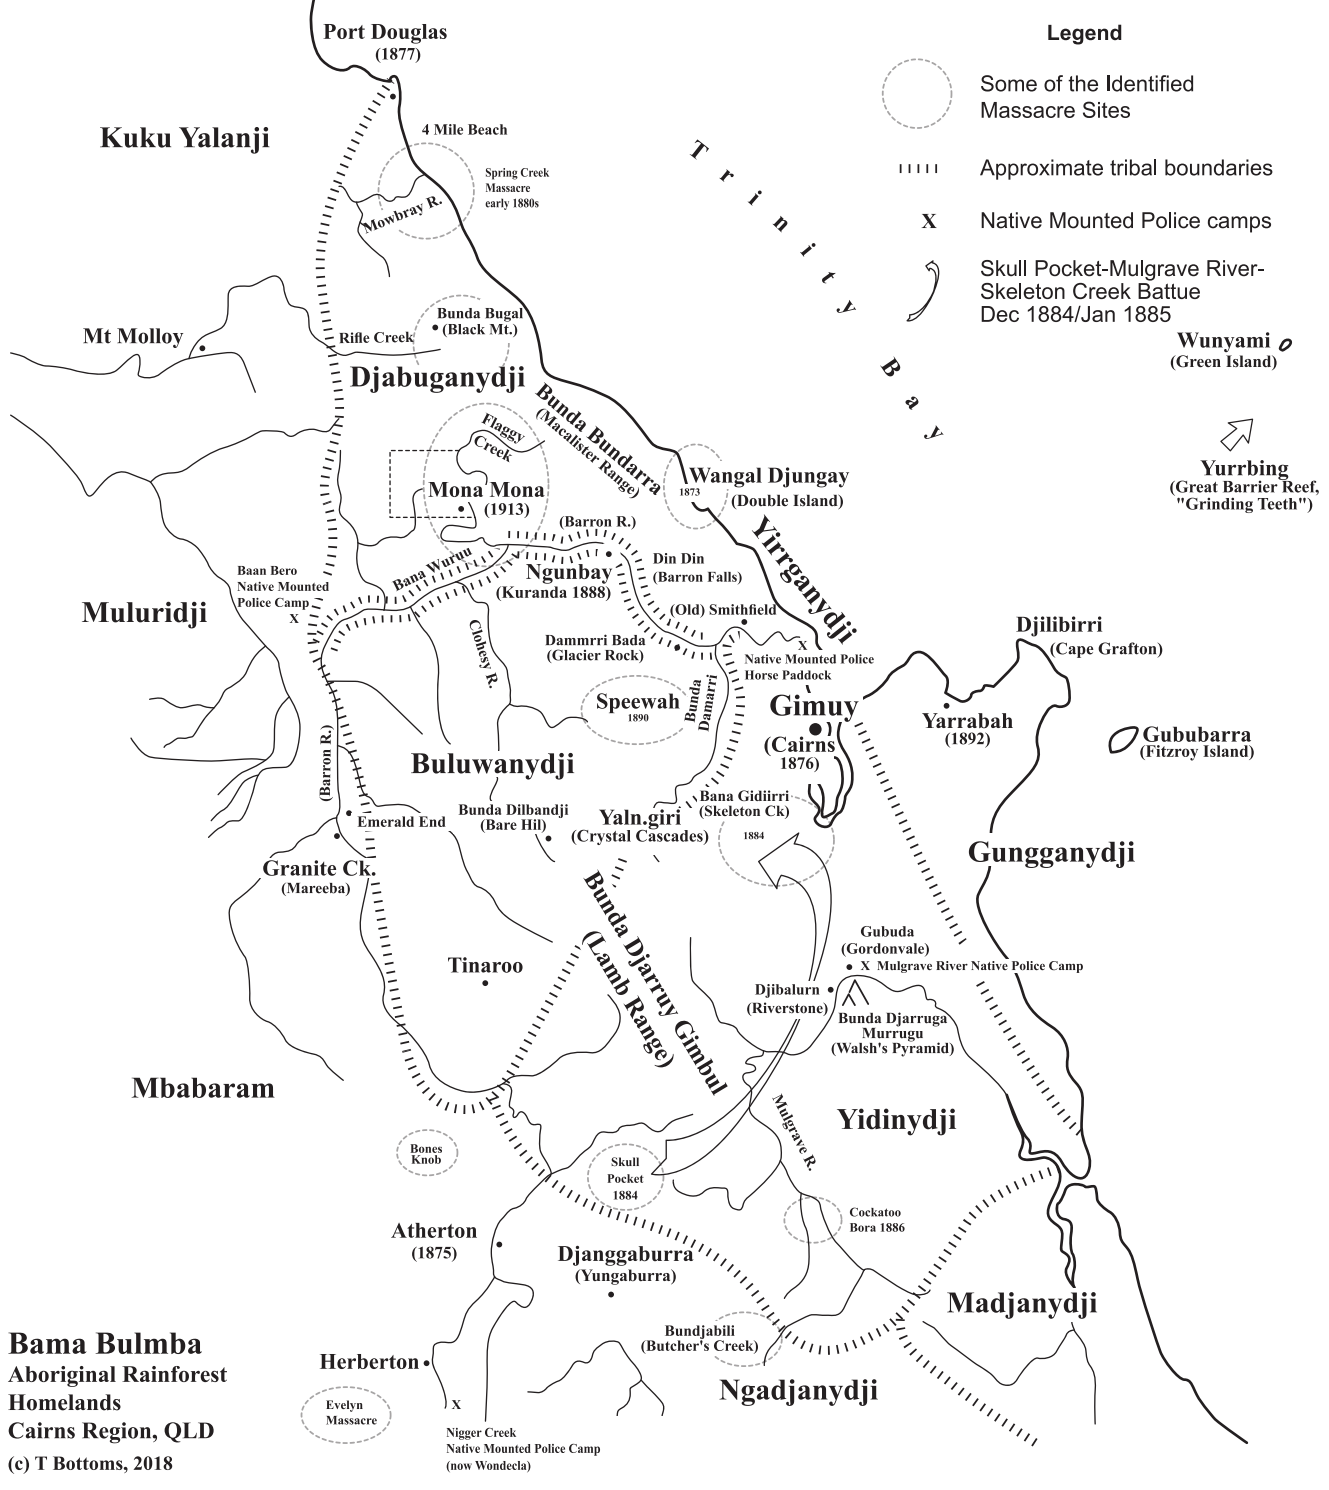 Port Douglas
(1877)
Legend
Some of the Identified
Massacre Sites
Kuku Yalanji
4 Mile Beach
Trinity Bay
Approximate tribal boundaries
Spring Creek
Massacre
early 1880s
Mowbray R.
X Native Mounted Police camps
Skull Pocket-Mulgrave River-
Skeleton Creek Battue
Dec 1884/Jan 1885
Bunda Bugal
(Black Mt.)
Mt Molloy
Rifle Creek
Wunyami
(Green Island)
Djabuganydji
Bunda Bundarra
(Macalister Range)
Flaggy
Creek
Yurrbing
(Great Barrier Reef,
"Grinding Teeth")
Wangal Djungay
(Double Island)
1873
Mona Mona
(1913)
Yirrganydji
(Barron R.)
Bana Wuruu
Ngunbay
(Kuranda 1888)
Din Din
(Barron Falls)
Baan Bero
Native Mounted
Police Camp
X
Muluridji
(Old) Smithfield
Clohesy R.
Dammrri Bada
(Glacier Rock)
X
Native Mounted Police
Horse Paddock
Djilibirri
(Cape Grafton)
Speewah
1890
Bunda
Damarri
Gimuy
(Cairns
1876)
Yarrabah
(1892)
Gububarra
(Fitzroy Island)
(Barron R.)
Buluwanydji
Bunda Dilbandji
(Bare Hil)
Yaln.giri
(Crystal Cascades)
Bana Gidiirri
(Skeleton Ck)
1884
Emerald End
Granite Ck.
(Mareeba)
Gungganydji
Bunda Djarruy Gimbul
(Lamb Range)
Tinaroo
Gubuda
(Gordonvale)
X Mulgrave River Native Police Camp
Djibalurn
(Riverstone)
Bunda Djarruga
Murrugu
(Walsh's Pyramid)
Mbabaram
Yidinydji
Mulgrave R.
Bones
Knob
Skull
Pocket
1884
Cockatoo
Bora 1886
Atherton
(1875)
Djanggaburra
(Yungaburra)
Madjanydji
Bundjabili
(Butcher's Creek)
Ngadjanydji
Herberton
Evelyn
Massacre
X
Nigger Creek
Native Mounted Police Camp
(now Wondecla)
Bama Bulmba
Aboriginal Rainforest
Homelands
Cairns Region, QLD
(c) T Bottoms, 2018